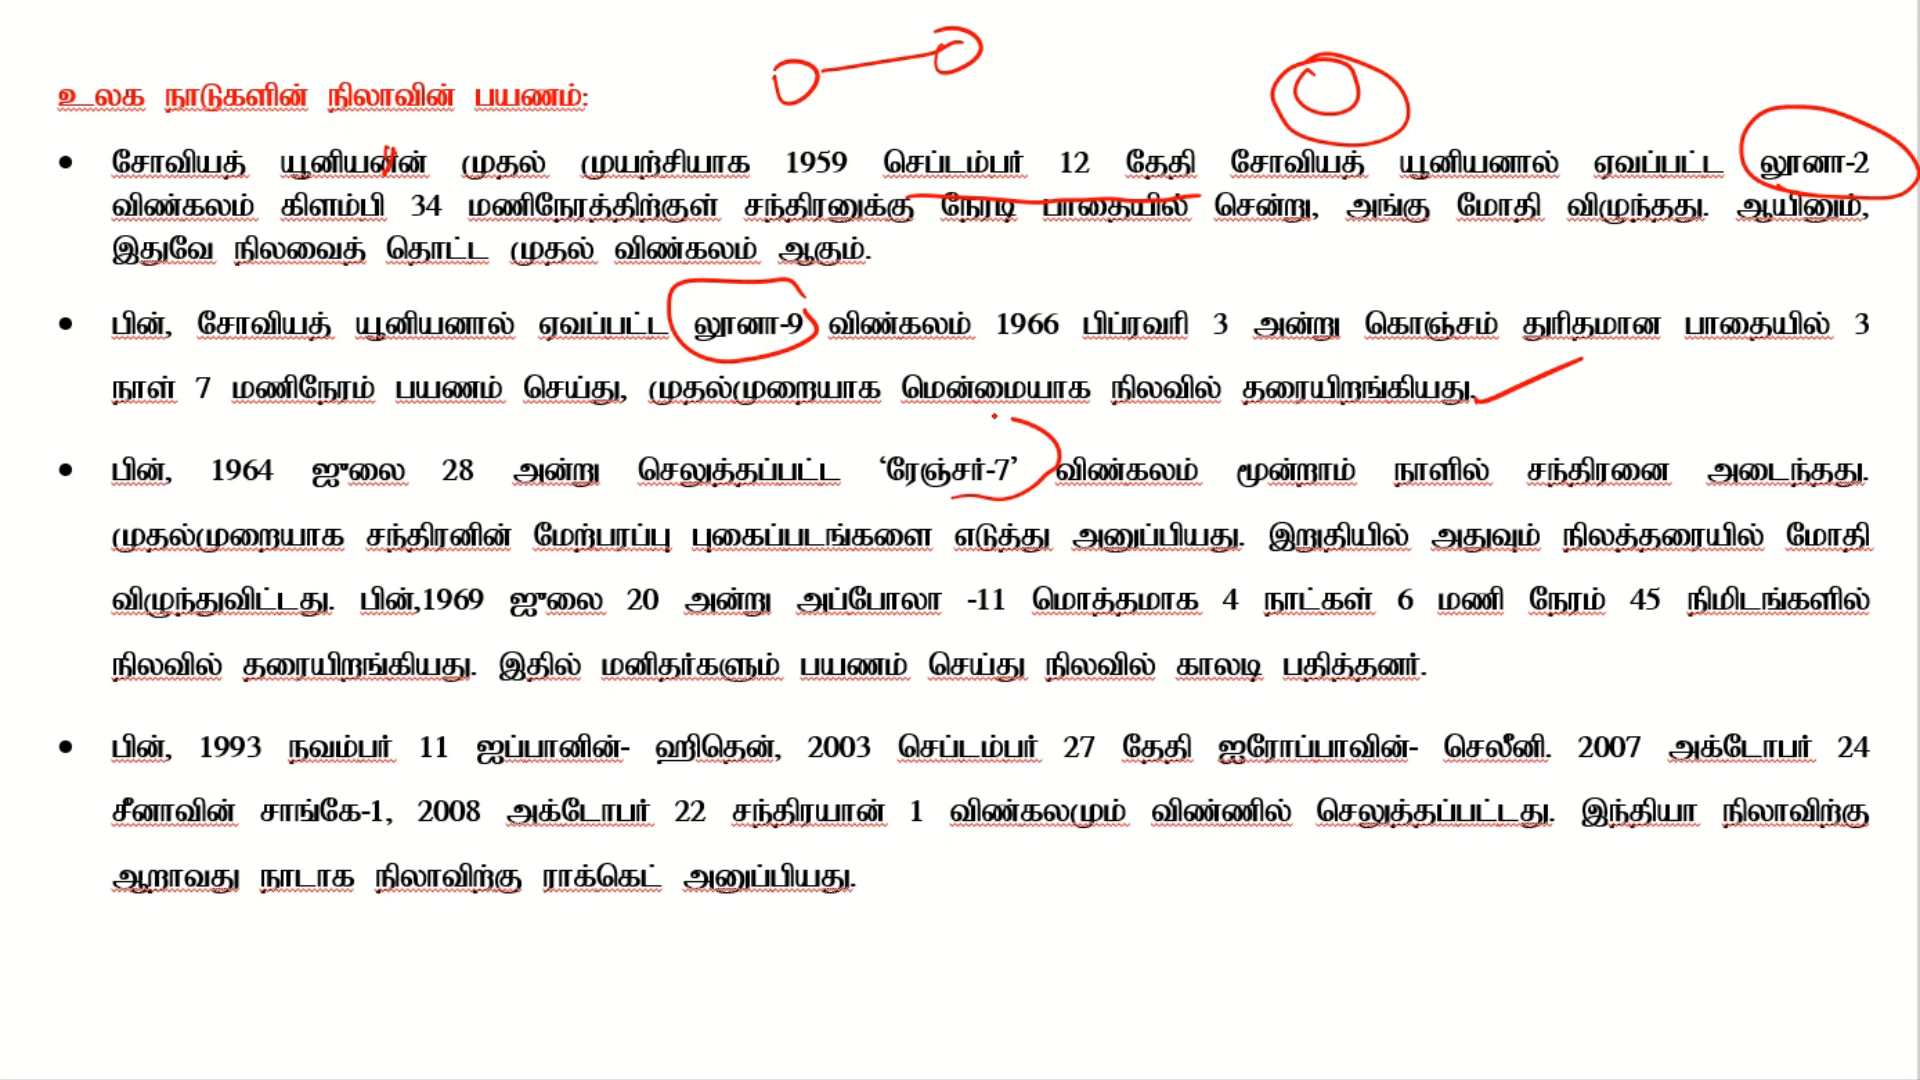 உலக நாடுகளின் நிலாவின் பயணம்:
• சோவியத் யூனியனின் முதல் முயற்சியாக 1959 செப்டம்பர் 12 தேதி சோவியத் யூனியனால் ஏவப்பட்ட லூனா-2
விண்கலம் கிளம்பி 34 மணிநேரத்திற்குள் சந்திரனுக்கு நேரடி பாதையில் சென்று, அங்கு மோதி விழுந்தது. ஆயினும்,
இதுவே நிலவைத் தொட்ட முதல் விண்கலம் ஆகும்.
• பின், சோவியத் யூனியனால் ஏவப்பட்ட லூனா-9 விண்கலம் 1966 பிப்ரவரி 3 அன்று கொஞ்சம் துரிதமான பாதையில் 3
நாள் 7 மணிநேரம் பயணம் செய்து, முதல்முறையாக மென்மையாக நிலவில் தரையிறங்கியது.
• பின், 1964 ஜுலை 28 அன்று செலுத்தப்பட்ட ‘ரேஞ்சர்-7’ விண்கலம் மூன்றாம் நாளில் சந்திரனை அடைந்தது.
முதல்முறையாக சந்திரனின் மேற்பரப்பு புகைப்படங்களை எடுத்து அனுப்பியது. இறுதியில் அதுவும் நிலத்தரையில் மோதி
விழுந்துவிட்டது. பின்,1969 ஜுலை 20 அன்று அப்போலா -11 மொத்தமாக 4 நாட்கள் 6 மணி நேரம் 45 நிமிடங்களில்
நிலவில் தரையிறங்கியது. இதில் மனிதர்களும் பயணம் செய்து நிலவில் காலடி பதித்தனர்.
• பின், 1993 நவம்பர் 11 ஐப்பானின்- ஹிதென், 2003 செப்டம்பர் 27 தேதி ஐரோப்பாவின்- செலீனி. 2007 அக்டோபர் 24
சீனாவின் சாங்கே-1, 2008 அக்டோபர் 22 சந்திரயான் 1 விண்கலமும் விண்ணில் செலுத்தப்பட்டது. இந்தியா நிலாவிற்கு
ஆறாவது நாடாக நிலாவிற்கு ராக்கெட் அனுப்பியது.